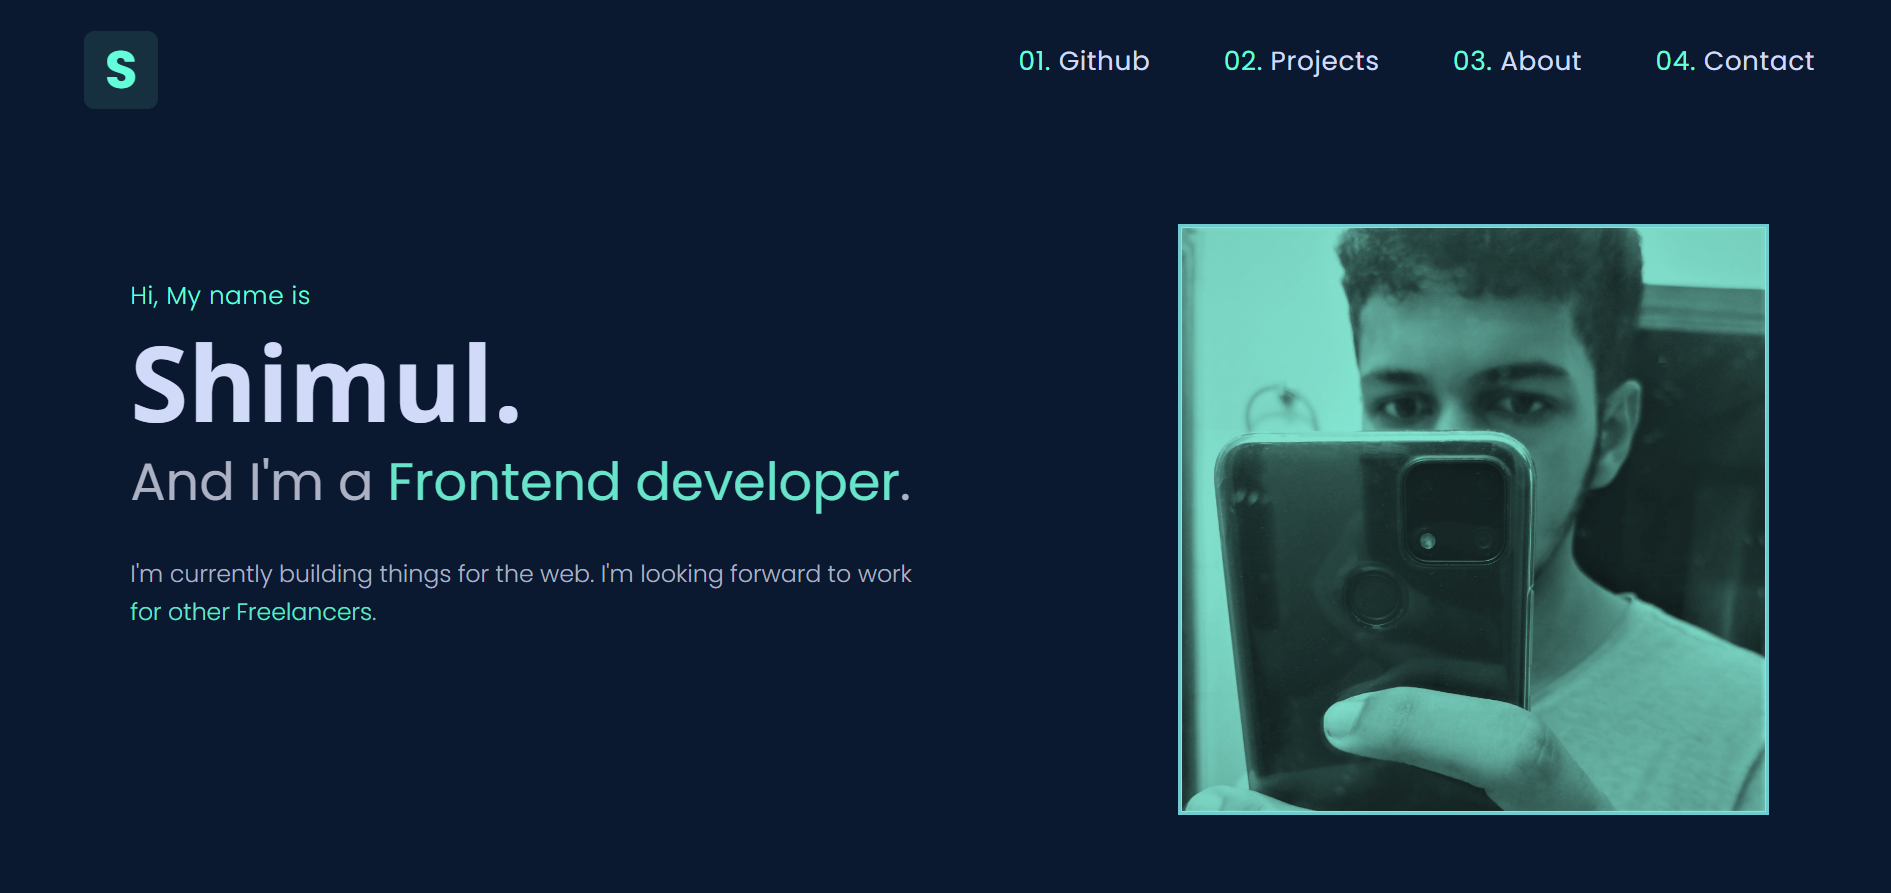 S
01. Github 02. Projects 03. About 04. Contact
Hi, My name is
Shimul.
And I'm a Frontend developer.
I'm currently building things for the web. I'm looking forward to work
for other Freelancers.